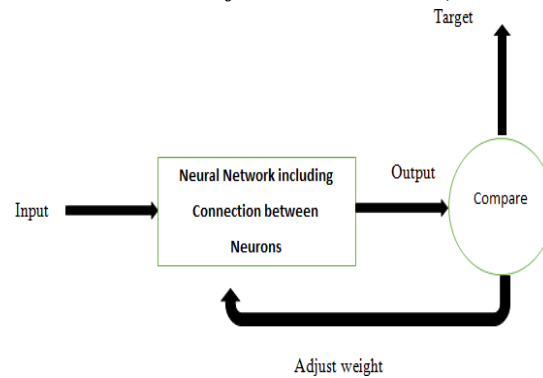 Target
Neural Network including
Connection between
Neurons
Input
Output
Compare
Adjust weight